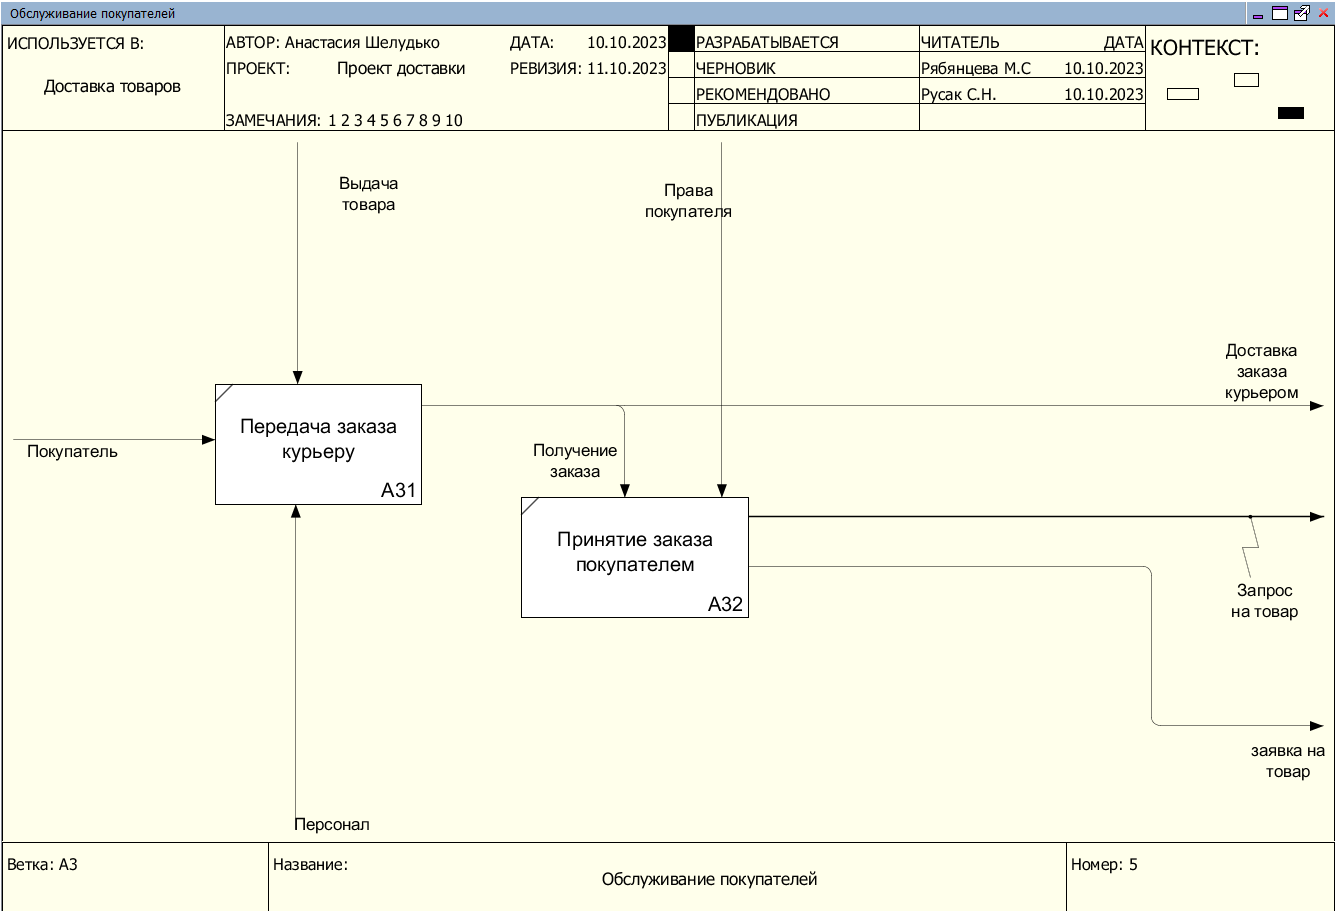 Обслуживание покупателей
ИСПОЛЬЗУЕТСЯ В:
Доставка товаров
АВТОР: Анастасия Шелудько
ДАТА: 10.10.2023
ПРОЕКТ: Проект доставки
РЕВИЗИЯ: 11.10.2023
ЗАМЕЧАНИЯ: 1 2 3 4 5 6 7 8 9 10
РАЗРАБАТЫВАЕТСЯ
ЧЕРНОВИК
РЕКОМЕНДОВАНО
ПУБЛИКАЦИЯ
ЧИТАТЕЛЬ ДАТА
Рябянцева М.С 10.10.2023
Русак С.Н. 10.10.2023
КОНТЕКСТ:
Выдача
товара
Права
покупателя
Доставка
заказа
курьером
Передача заказа
курьеру
A31
Покупатель
Получение
заказа
Принятие заказа
покупателем
A32
Запрос
на товар
заявка на
товар
Персонал
Ветка: A3
Название:
Обслуживание покупателей
Номер: 5